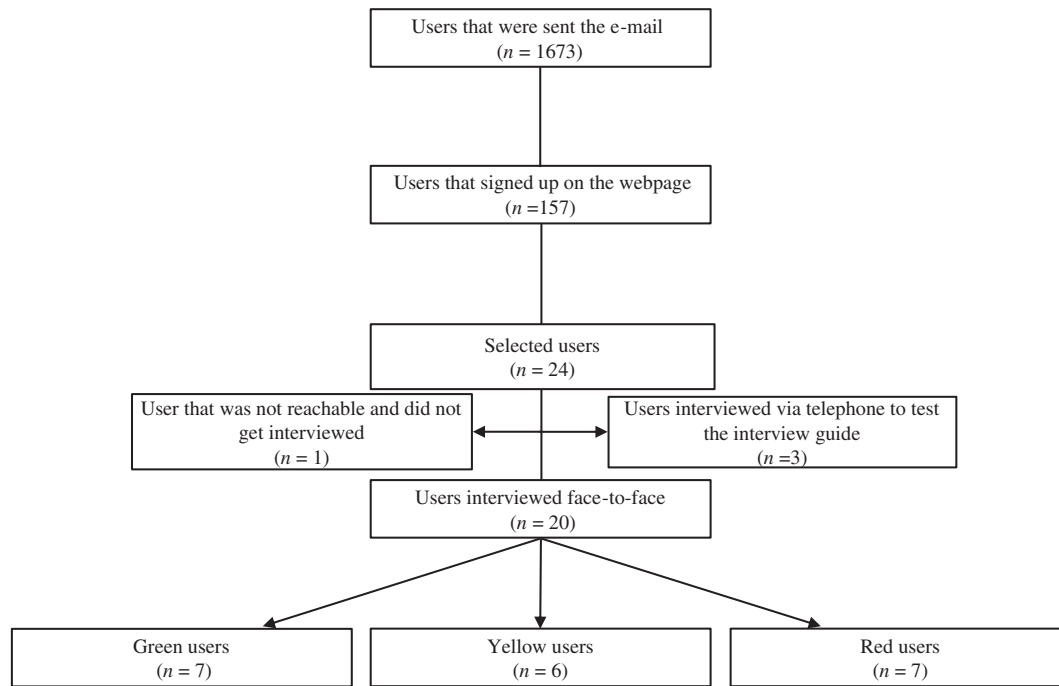 Users that were sent the e-mail
(n = 1673)
Users that signed up on the webpage
(n =157)
Selected users
(n = 24)
User that was not reachable and did not
get interviewed
(n = 1)
Users interviewed via telephone to test
the interview guide
(n =3)
Users interviewed face-to-face
(n = 20)
Green users
(n = 7)
Yellow users
(n = 6)
Red users
(n = 7)